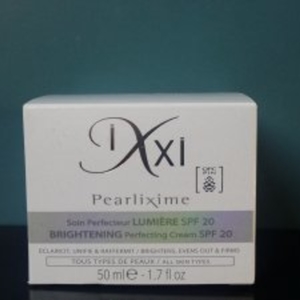 iXxi
Pearlixime
Soin Perfecteur LUMIÈRE SPF 20
BRIGHTENING Perfecting Cream SPF 20
ÉCLAIRCIT, UNIFIE & RAFFERMIT / BRIGHTENS, EVENS OUT & FIRMS
TOUS TYPES DE PEAUX / ALL SKIN TYPES
50 ml e - 1.7 fl oz